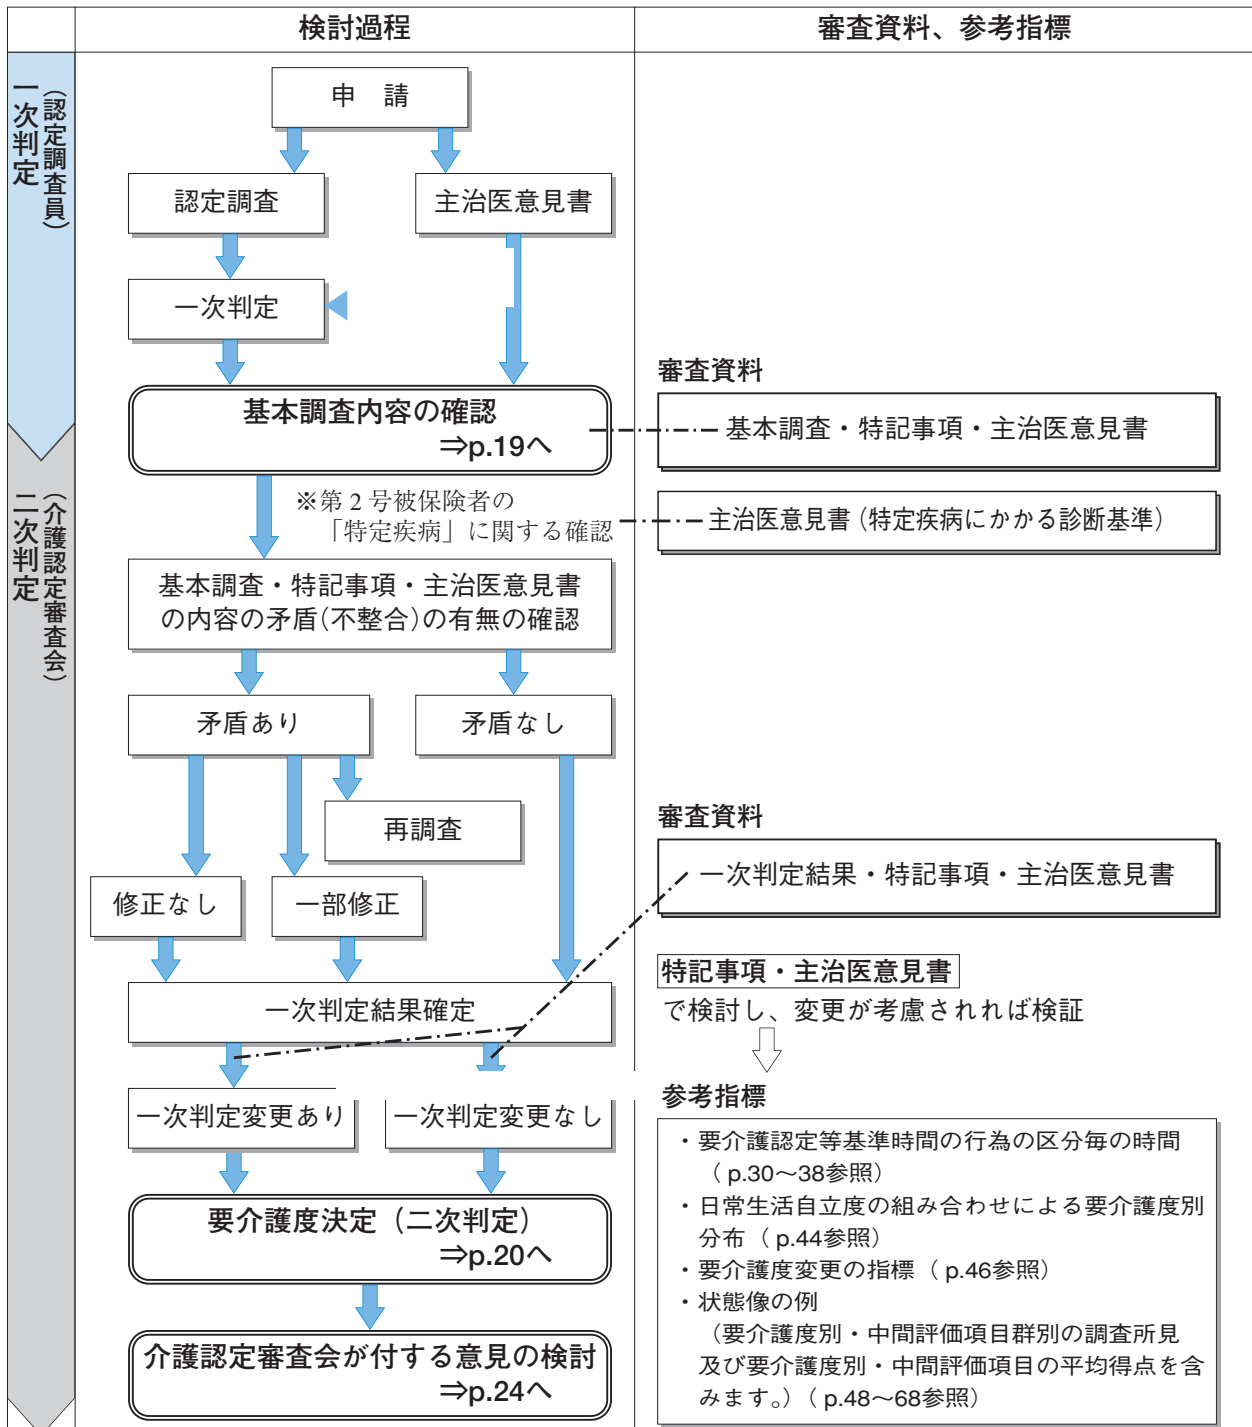 検討過程
審査資料、参考指標
一次判定
（認定調査員）
申　請
認定調査
主治医意見書
一次判定
基本調査内容の確認
⇒p.19へ
審査資料
基本調査・特記事項・主治医意見書
二次判定
（介護認定審査会）
※第２号被保険者の
「特定疾病」に関する確認
主治医意見書（特定疾病にかかる診断基準）
基本調査・特記事項・主治医意見書
の内容の矛盾(不整合)の有無の確認
矛盾あり
矛盾なし
再調査
修正なし
一部修正
審査資料
一次判定結果・特記事項・主治医意見書
一次判定結果確定
特記事項・主治医意見書
で検討し、変更が考慮されれば検証
一次判定変更あり
一次判定変更なし
要介護度決定（二次判定）
⇒p.20へ
介護認定審査会が付する意見の検討
⇒p.24へ
参考指標
・要介護認定等基準時間の行為の区分毎の時間
（ p.30〜38参照）
・日常生活自立度の組み合わせによる要介護度別
分布（ p.44参照）
・要介護度変更の指標（ p.46参照）
・状態像の例
（要介護度別・中間評価項目群別の調査所見
及び要介護度別・中間評価項目の平均得点を含
みます。）（ p.48〜68参照）